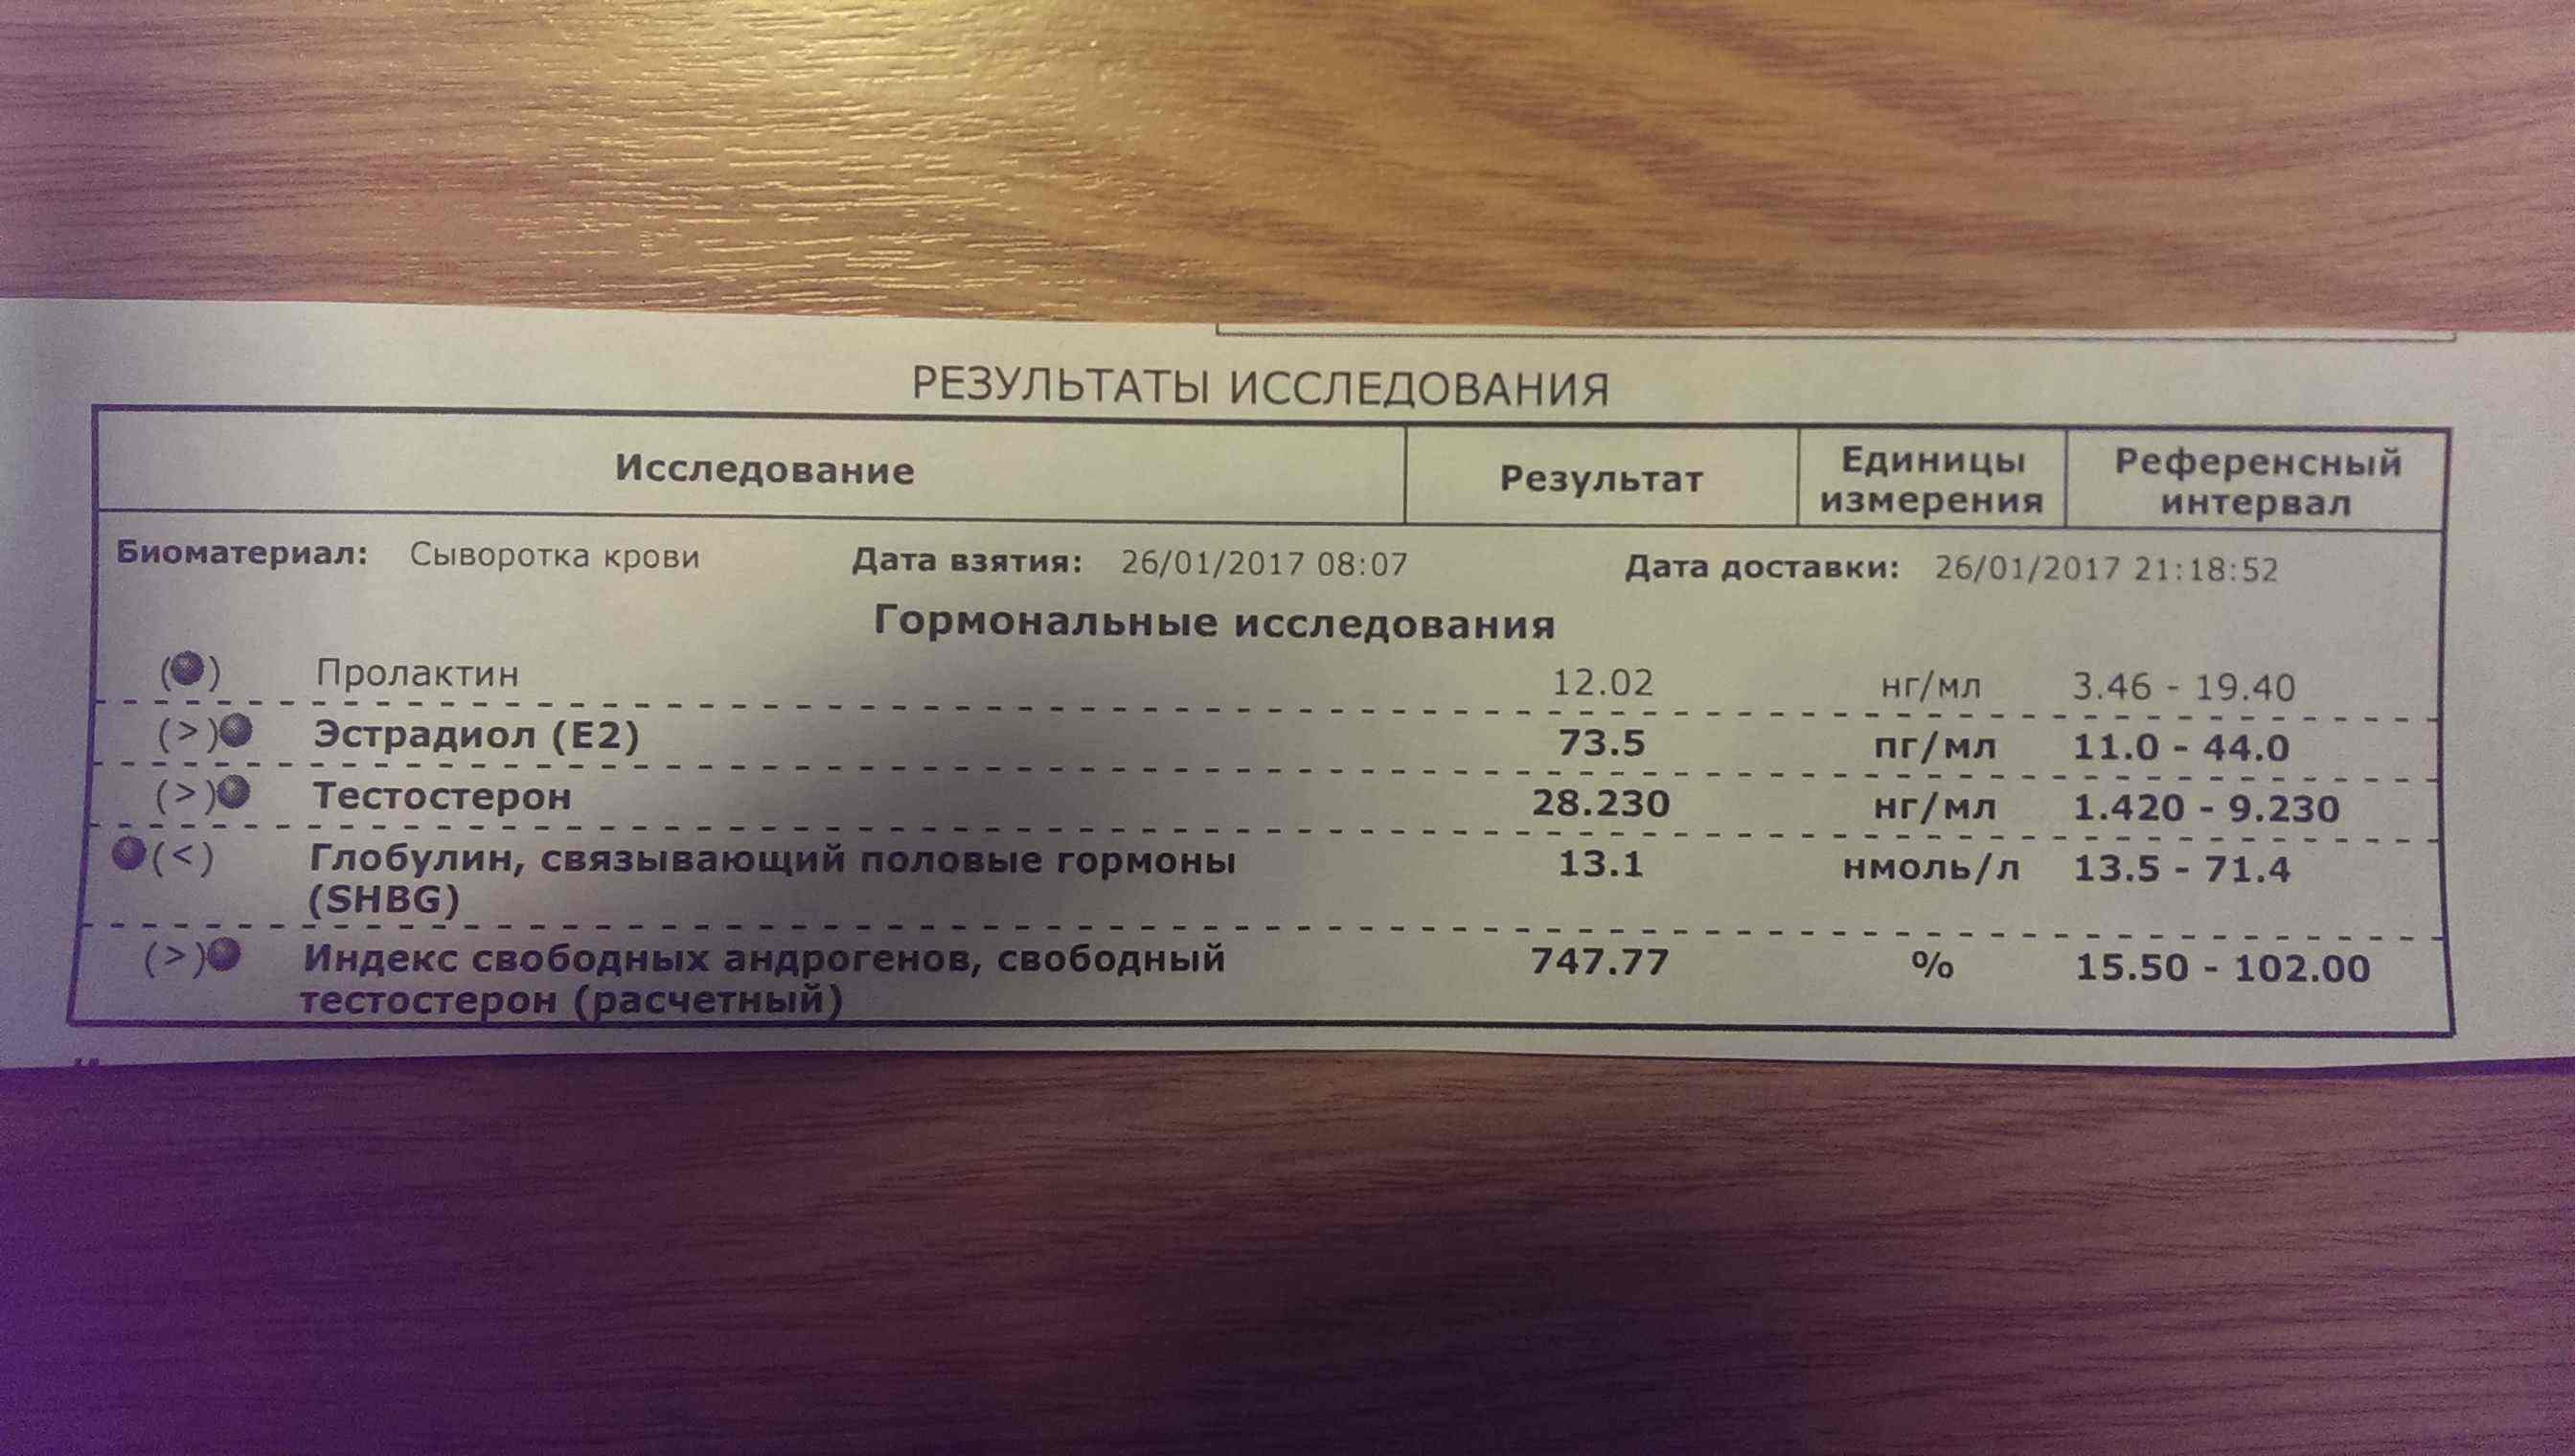 РЕЗУЛЬТАТЫ ИССЛЕДОВАНИЯ
Исследование Результат Единицы измерения Референсный интервал
Биоматериал: Сыворотка крови Дата взятия: 26/01/2017 08:07 Дата доставки: 26/01/2017 21:18:52
Гормональные исследования
( ) Пролактин 12.02 нг/мл 3.46 - 19.40
(>) Эстрадиол (E2) 73.5 пг/мл 11.0 - 44.0
(>) Тестостерон 28.230 нг/мл 1.420 - 9.230
(<) Глобулин, связывающий половые гормоны 13.1 нмоль/л 13.5 - 71.4
(SHBG)
(>) Индекс свободных андрогенов, свободный 747.77 % 15.50 - 102.00
тестостерон (расчетный)